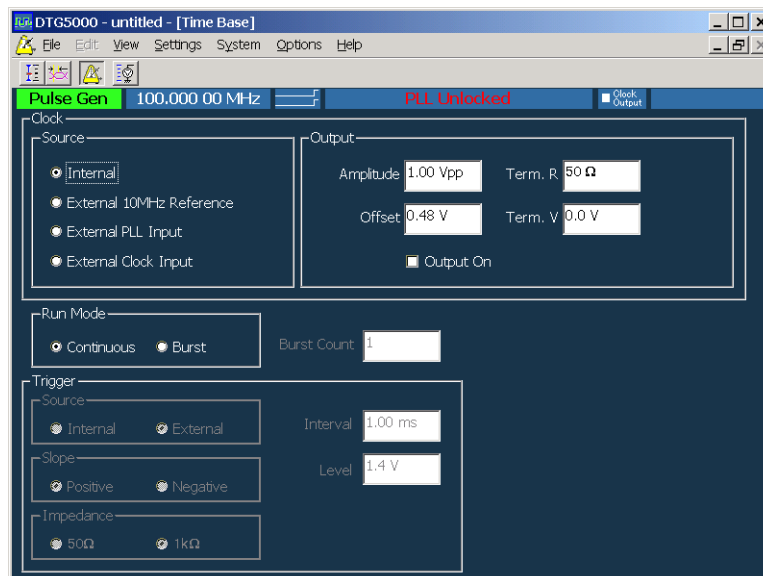 DTG5000 - untitled - [Time Base]
File Edit View Settings System Options Help
Pulse Gen 100.000 00 MHz PLL Unlocked Clock Output
Clock
Source
Internal
External 10MHz Reference
External PLL Input
External Clock Input
Output
Amplitude 1.00 Vpp Term. R 50 Ω
Offset 0.48 V Term. V 0.0 V
Output On
Run Mode
Continuous Burst
Burst Count 1
Trigger
Source
Internal External
Interval 1.00 ms
Slope
Positive Negative
Level 1.4 V
Impedance
50Ω 1kΩ